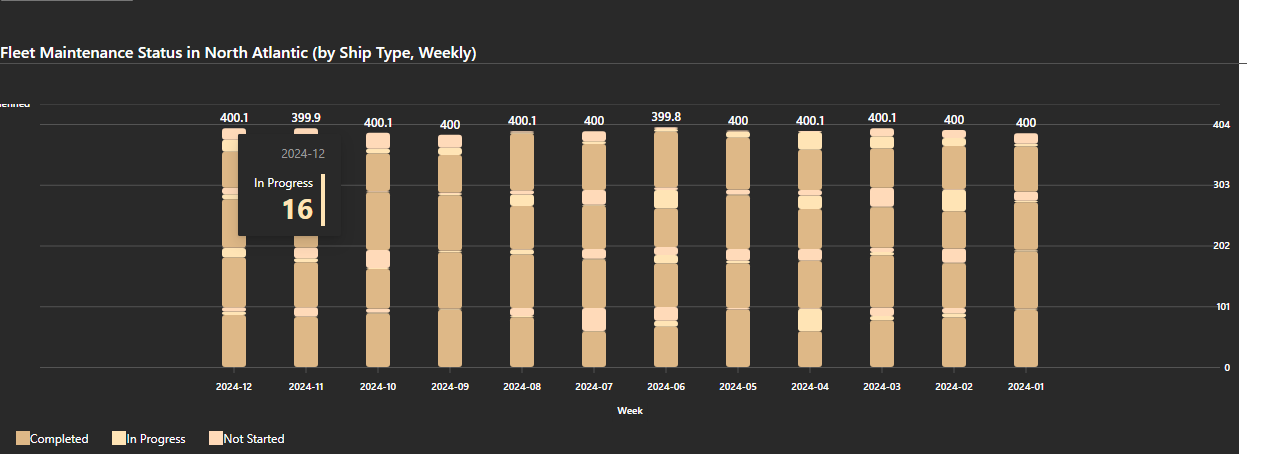 Fleet Maintenance Status in North Atlantic (by Ship Type, Weekly)
400.1 399.9 400.1 400 400.1 400 399.8 400 400.1 400.1 400 400
404
303
202
101
0
2024-12
In Progress
16
2024-12 2024-11 2024-10 2024-09 2024-08 2024-07 2024-06 2024-05 2024-04 2024-03 2024-02 2024-01
Week
Completed In Progress Not Started